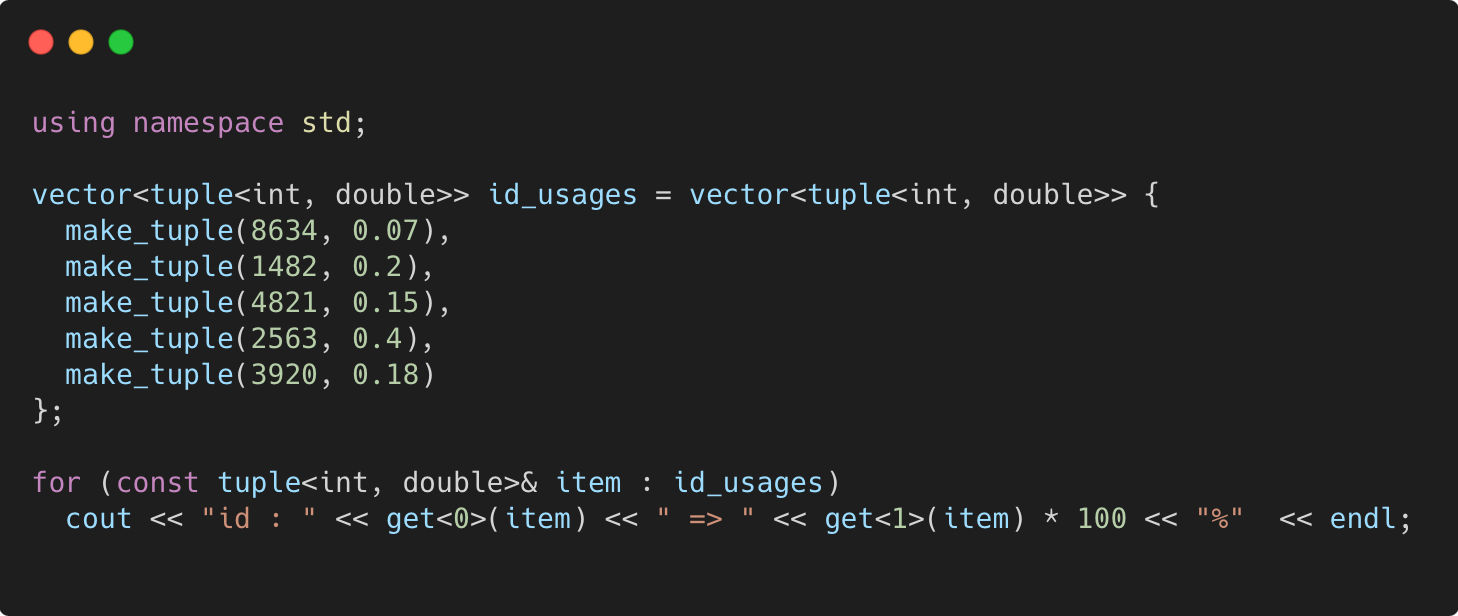 using namespace std;
vector<tuple<int, double>> id_usages = vector<tuple<int, double>> {
  make_tuple(8634, 0.07),
  make_tuple(1482, 0.2),
  make_tuple(4821, 0.15),
  make_tuple(2563, 0.4),
  make_tuple(3920, 0.18)
};
for (const tuple<int, double>& item : id_usages)
  cout << "id : " << get<0>(item) << " => " << get<1>(item) * 100 << "%"  << endl;